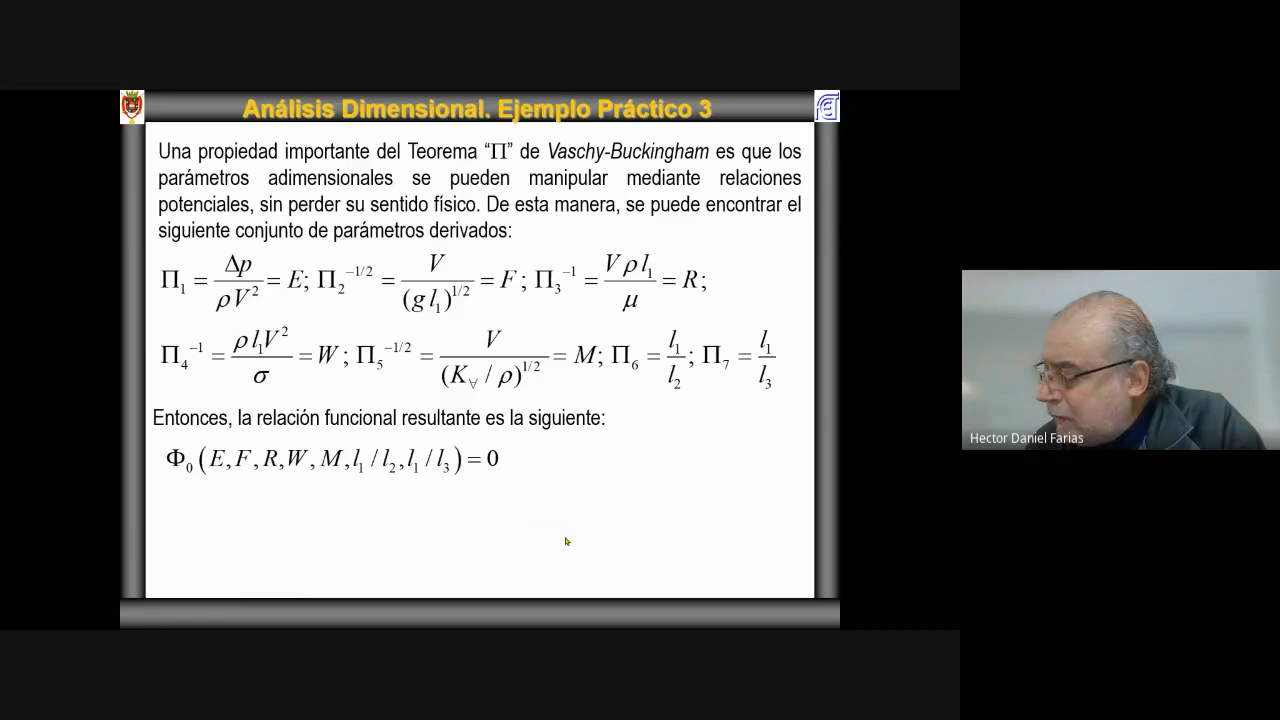 Análisis Dimensional. Ejemplo Práctico 3
Una propiedad importante del Teorema “Π” de Vaschy-Buckingham es que los
parámetros adimensionales se pueden manipular mediante relaciones
potenciales, sin perder su sentido físico. De esta manera, se puede encontrar el
siguiente conjunto de parámetros derivados:
Π₁ = Δp / ρV² = E; Π₂^(−1/2) = V / (g l₁)^(1/2) = F; Π₃^(−1) = V ρ l₁ / μ = R;
Π₄^(−1) = ρ l₁V² / σ = W; Π₅^(−1/2) = V / (K_∀ / ρ)^(1/2) = M; Π₆ = l₁ / l₂; Π₇ = l₁ / l₃
Entonces, la relación funcional resultante es la siguiente:
Φ₀ (E, F, R, W, M, l₁ / l₂, l₁ / l₃) = 0
Hector Daniel Farias